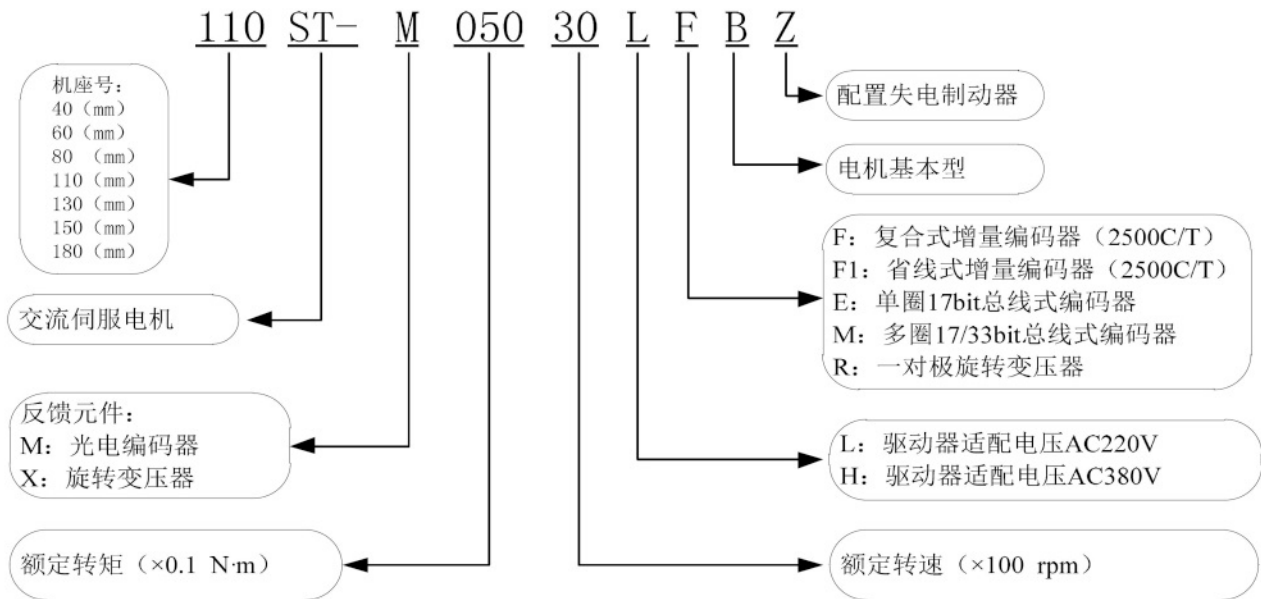 110 ST- M 050 30 L F B Z
机座号:
40（mm）
60（mm）
80 （mm）
110（mm）
130（mm）
150（mm）
180（mm）
交流伺服电机
反馈元件:
M: 光电编码器
X: 旋转变压器
额定转矩（×0.1 N·m）
配置失电制动器
电机基本型
F: 复合式增量编码器（2500C/T）
F1: 省线式增量编码器（2500C/T）
E: 单圈17bit总线式编码器
M: 多圈17/33bit总线式编码器
R: 一对极旋转变压器
L: 驱动器适配电压AC220V
H: 驱动器适配电压AC380V
额定转速（×100 rpm）